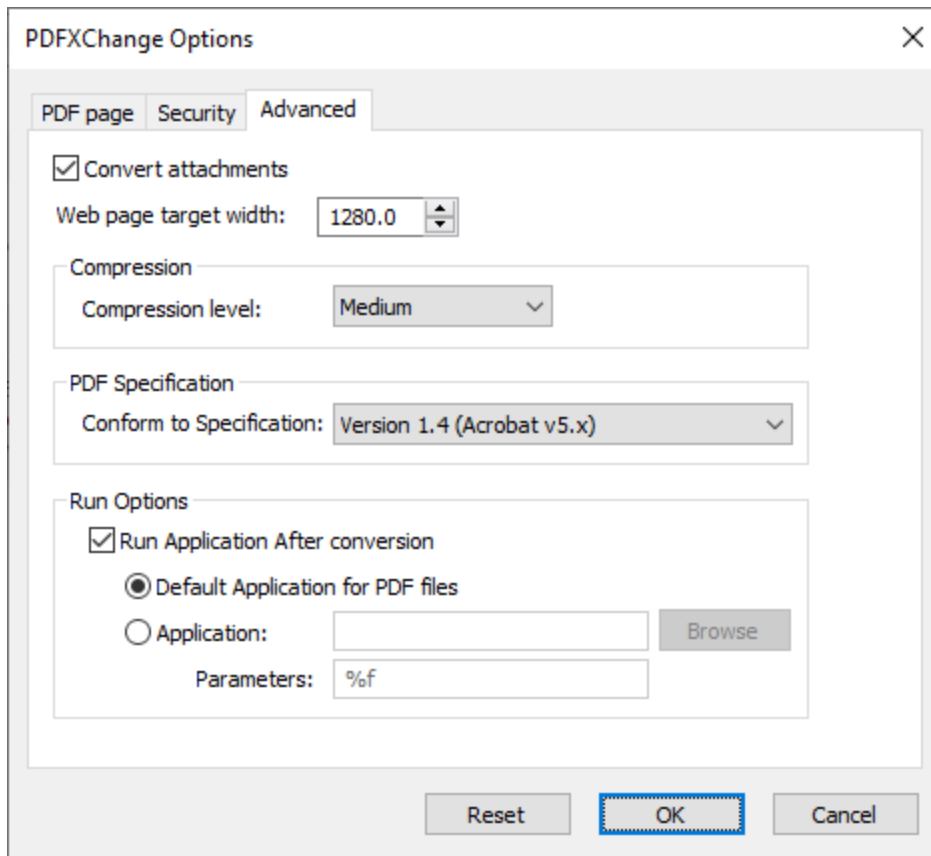 PDFXChange Options
PDF page Security Advanced
Convert attachments
Web page target width: 1280.0
Compression
Compression level: Medium
PDF Specification
Conform to Specification: Version 1.4 (Acrobat v5.x)
Run Options
Run Application After conversion
Default Application for PDF files
Application: Browse
Parameters: %f
Reset OK Cancel